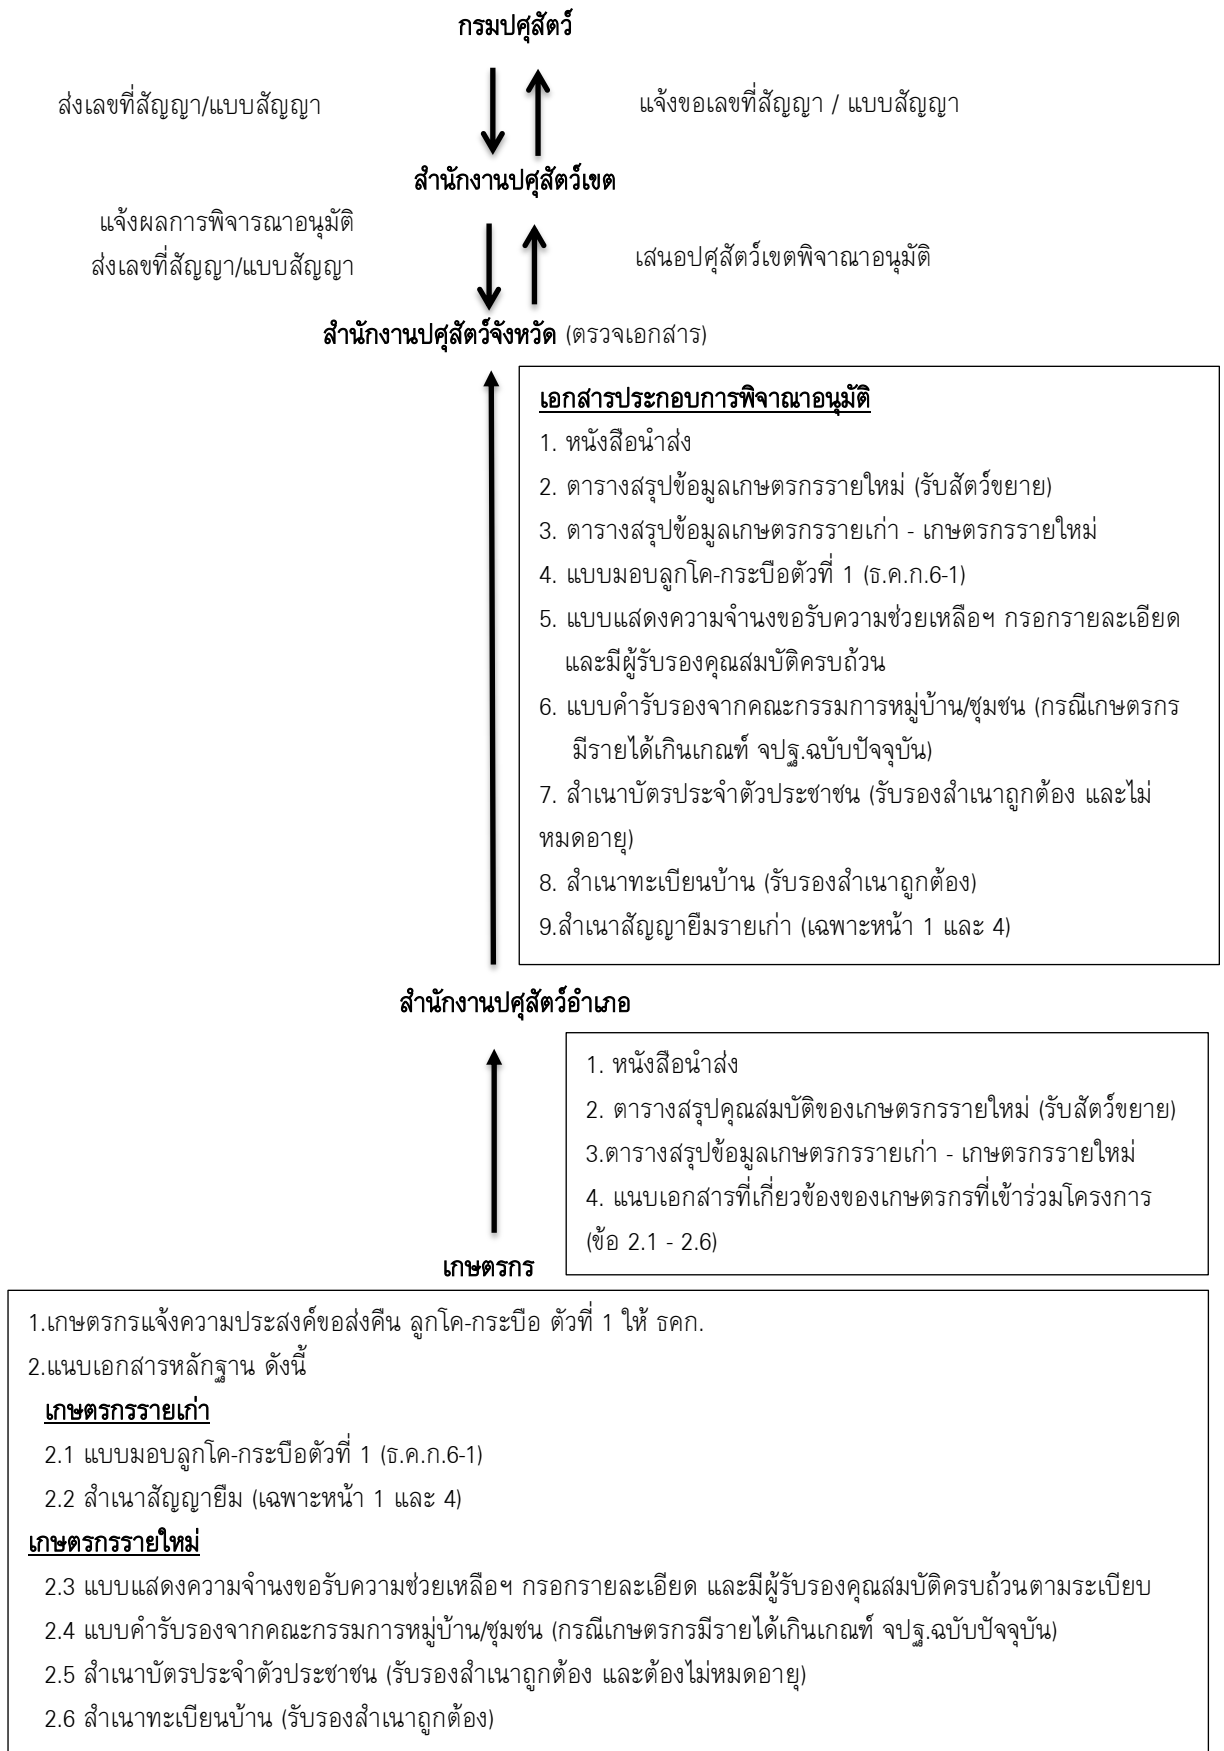 กรมปศุสัตว์
ส่งเลขที่สัญญา/แบบสัญญา
แจ้งขอเลขที่สัญญา / แบบสัญญา
สำนักงานปศุสัตว์เขต
แจ้งผลการพิจารณาอนุมัติ
ส่งเลขที่สัญญา/แบบสัญญา
เสนอปศุสัตว์เขตพิจาณาอนุมัติ
สำนักงานปศุสัตว์จังหวัด (ตรวจเอกสาร)
เอกสารประกอบการพิจาณาอนุมัติ
1. หนังสือนำส่ง
2. ตารางสรุปข้อมูลเกษตรกรรายใหม่ (รับสัตว์ขยาย)
3. ตารางสรุปข้อมูลเกษตรกรรายเก่า - เกษตรกรรายใหม่
4. แบบมอบลูกโค-กระบือตัวที่ 1 (ธ.ค.ก.6-1)
5. แบบแสดงความจำนงขอรับความช่วยเหลือฯ กรอกรายละเอียด
และมีผู้รับรองคุณสมบัติครบถ้วน
6. แบบคำรับรองจากคณะกรรมการหมู่บ้าน/ชุมชน (กรณีเกษตรกร
มีรายได้เกินเกณฑ์ จปฐ.ฉบับปัจจุบัน)
7. สำเนาบัตรประจำตัวประชาชน (รับรองสำเนาถูกต้อง และไม่
หมดอายุ)
8. สำเนาทะเบียนบ้าน (รับรองสำเนาถูกต้อง)
9.สำเนาสัญญายืมรายเก่า (เฉพาะหน้า 1 และ 4)
สำนักงานปศุสัตว์อำเภอ
1. หนังสือนำส่ง
2. ตารางสรุปคุณสมบัติของเกษตรกรรายใหม่ (รับสัตว์ขยาย)
3.ตารางสรุปข้อมูลเกษตรกรรายเก่า - เกษตรกรรายใหม่
4. แนบเอกสารที่เกี่ยวข้องของเกษตรกรที่เข้าร่วมโครงการ
(ข้อ 2.1 - 2.6)
เกษตรกร
1.เกษตรกรแจ้งความประสงค์ขอส่งคืน ลูกโค-กระบือ ตัวที่ 1 ให้ ธคก.
2.แนบเอกสารหลักฐาน ดังนี้
เกษตรกรรายเก่า
2.1 แบบมอบลูกโค-กระบือตัวที่ 1 (ธ.ค.ก.6-1)
2.2 สำเนาสัญญายืม (เฉพาะหน้า 1 และ 4)
เกษตรกรรายใหม่
2.3 แบบแสดงความจำนงขอรับความช่วยเหลือฯ กรอกรายละเอียด และมีผู้รับรองคุณสมบัติครบถ้วนตามระเบียบ
2.4 แบบคำรับรองจากคณะกรรมการหมู่บ้าน/ชุมชน (กรณีเกษตรกรมีรายได้เกินเกณฑ์ จปฐ.ฉบับปัจจุบัน)
2.5 สำเนาบัตรประจำตัวประชาชน (รับรองสำเนาถูกต้อง และต้องไม่หมดอายุ)
2.6 สำเนาทะเบียนบ้าน (รับรองสำเนาถูกต้อง)